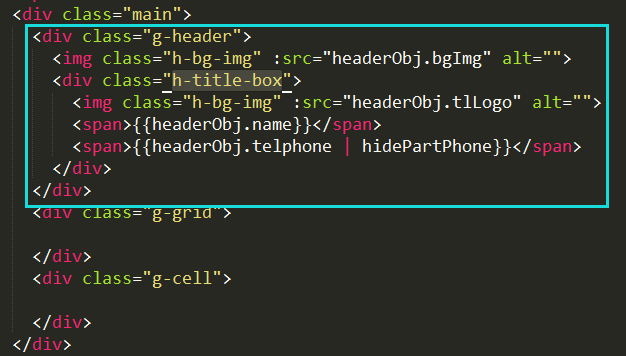 <div class="main">
<div class="g-header">
<img class="h-bg-img" :src="headerObj.bgImg" alt="">
<div class="h-title-box">
<img class="h-bg-img" :src="headerObj.tlLogo" alt="">
<span>{{headerObj.name}}</span>
<span>{{headerObj.telphone | hidePartPhone}}</span>
</div>
</div>
<div class="g-grid">
</div>
<div class="g-cell">
</div>
</div>